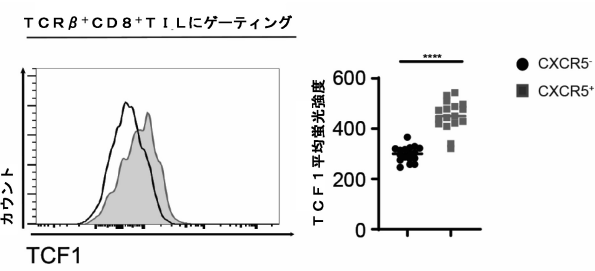 TCRβ⁺CD8⁺TILにゲーティング
カウント
TCF1
TCF1平均蛍光強度
600
400
200
0
****
CXCR5⁻
CXCR5⁺